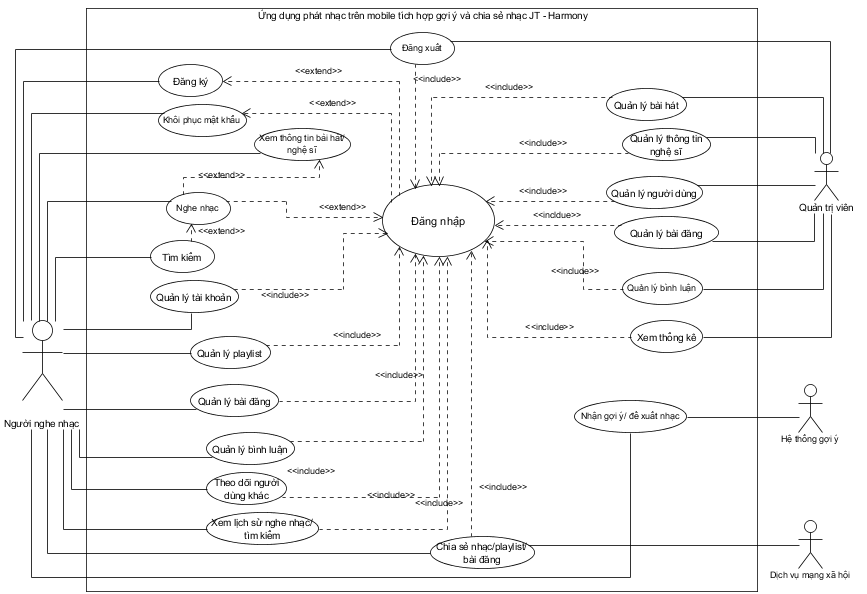 Ứng dụng phát nhạc trên mobile tích hợp gợi ý và chia sẻ nhạc JT - Harmony
Đăng xuất
<<extend>>
<<include>>
Đăng ký
<<include>>
Quản lý bài hát
<<extend>>
Khôi phục mật khẩu
Xem thông tin bài hát/
nghệ sĩ
<<include>>
Quản lý thông tin
nghệ sĩ
<<extend>>
Quản trị viên
Nghe nhạc
<<extend>>
Đăng nhập
<<include>>
Quản lý người dùng
<<incldue>>
Quản lý bài đăng
<<extend>>
Tìm kiếm
<<include>>
Quản lý bình luận
Quản lý tài khoản
<<include>>
<<include>>
Xem thống kê
<<include>>
Quản lý playlist
<<include>>
Quản lý bài đăng
Người nghe nhạc
Nhận gợi ý/ đề xuất nhạc
Hệ thống gợi ý
Quản lý bình luận
<<include>>
Theo dõi người
dùng khác
<<include>>
<<include>>
<<include>>
Xem lịch sử nghe nhạc/
tìm kiếm
Chia sẻ nhạc/playlist/
bài đăng
Dịch vụ mạng xã hội